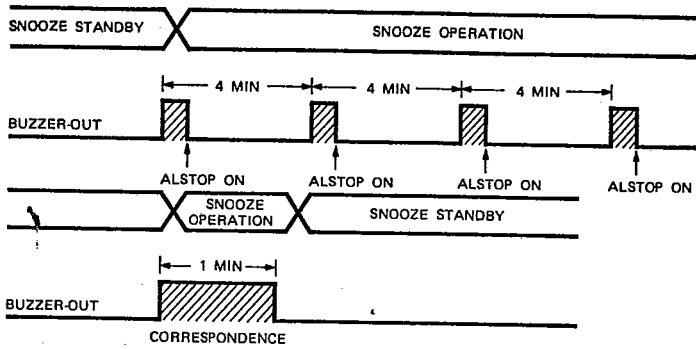 SNOOZE STANDBY
SNOOZE OPERATION
4 MIN
4 MIN
4 MIN
BUZZER-OUT
ALSTOP ON
ALSTOP ON
ALSTOP ON
ALSTOP ON
SNOOZE
OPERATION
SNOOZE STANDBY
1 MIN
BUZZER-OUT
CORRESPONDENCE